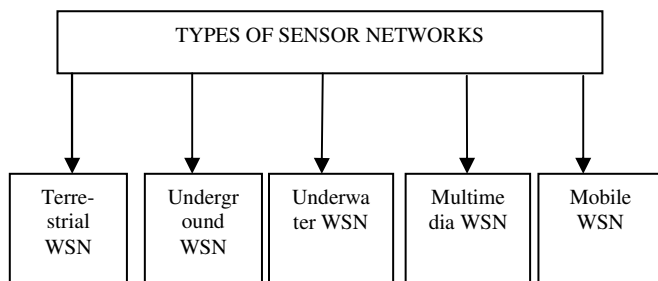 TYPES OF SENSOR NETWORKS
Terre-
strial
WSN
Undergr
ound
WSN
Underwa
ter WSN
Multime
dia WSN
Mobile
WSN